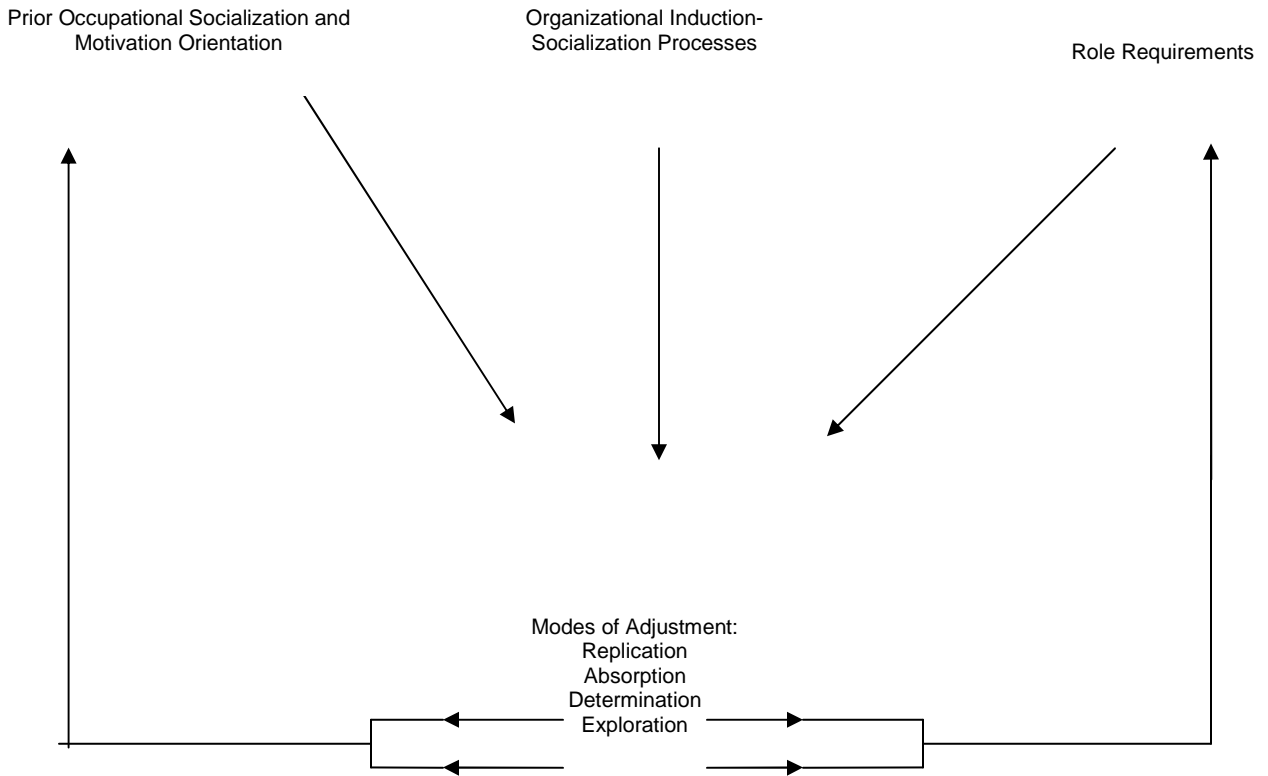 Prior Occupational Socialization and
Motivation Orientation
Organizational Induction-
Socialization Processes
Role Requirements
Modes of Adjustment:
Replication
Absorption
Determination
Exploration